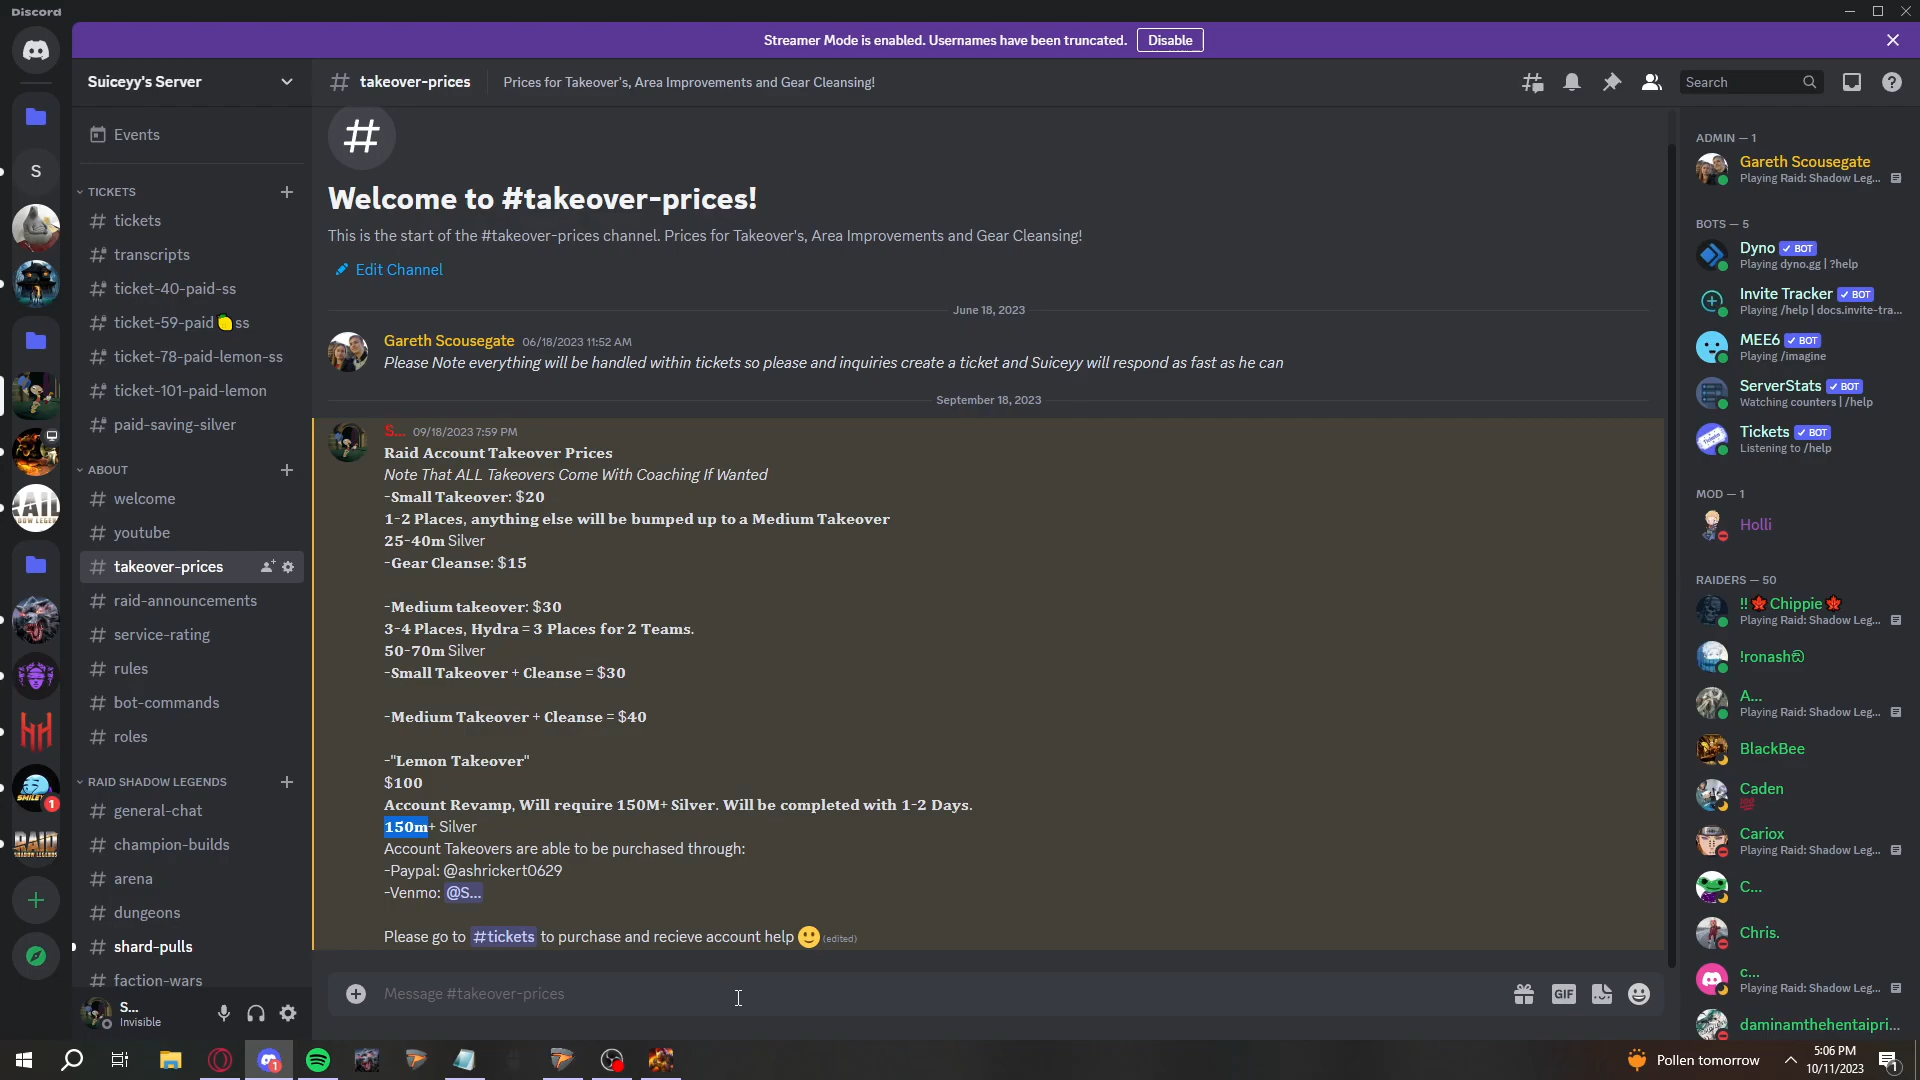 Discord
Streamer Mode is enabled. Usernames have been truncated.
Disable
Suiceyy's Server
takeover-prices
Prices for Takeover's, Area Improvements and Gear Cleansing!
Search
Events
TICKETS
tickets
transcripts
ticket-40-paid-ss
ticket-59-paid🍋ss
ticket-78-paid-lemon-ss
ticket-101-paid-lemon
paid-saving-silver
ABOUT
welcome
youtube
takeover-prices
raid-announcements
service-rating
rules
bot-commands
roles
RAID SHADOW LEGENDS
general-chat
champion-builds
arena
dungeons
shard-pulls
faction-wars
S...
Invisible
S
SMILEY
1
RAID
SHADOW LEGENDS
Welcome to #takeover-prices!
This is the start of the #takeover-prices channel. Prices for Takeover's, Area Improvements and Gear Cleansing!
Edit Channel
June 18, 2023
Gareth Scousegate 06/18/2023 11:52 AM
Please Note everything will be handled within tickets so please and inquiries create a ticket and Suiceyy will respond as fast as he can
September 18, 2023
S... 09/18/2023 7:59 PM
Raid Account Takeover Prices
Note That ALL Takeovers Come With Coaching If Wanted
-Small Takeover: $20
1-2 Places, anything else will be bumped up to a Medium Takeover
25-40m Silver
-Gear Cleanse: $15
-Medium takeover: $30
3-4 Places, Hydra = 3 Places for 2 Teams.
50-70m Silver
-Small Takeover + Cleanse = $30
-Medium Takeover + Cleanse = $40
-"Lemon Takeover"
$100
Account Revamp, Will require 150M+ Silver. Will be completed with 1-2 Days.
150m+ Silver
Account Takeovers are able to be purchased through:
-Paypal: @ashrickert0629
-Venmo: @S...
Please go to #tickets to purchase and recieve account help 🙂 (edited)
Message #takeover-prices
GIF
ADMIN — 1
Gareth Scousegate
Playing Raid: Shadow Leg...
BOTS — 5
Dyno ✓ BOT
Playing dyno.gg | ?help
Invite Tracker ✓ BOT
Playing /help | docs.invite-tra...
MEE6 ✓ BOT
Playing /imagine
ServerStats ✓ BOT
Watching counters | /help
Tickets ✓ BOT
Listening to /help
MOD — 1
Holli
RAIDERS — 50
!!🍁Chippie🍁
Playing Raid: Shadow Leg...
A...
Playing Raid: Shadow Leg...
BlackBee
Caden
💯
Cariox
Playing Raid: Shadow Leg...
C...
Chris.
c...
Playing Raid: Shadow Leg...
daminamthehentaipri...
1
Pollen tomorrow
5:06 PM
10/11/2023
1